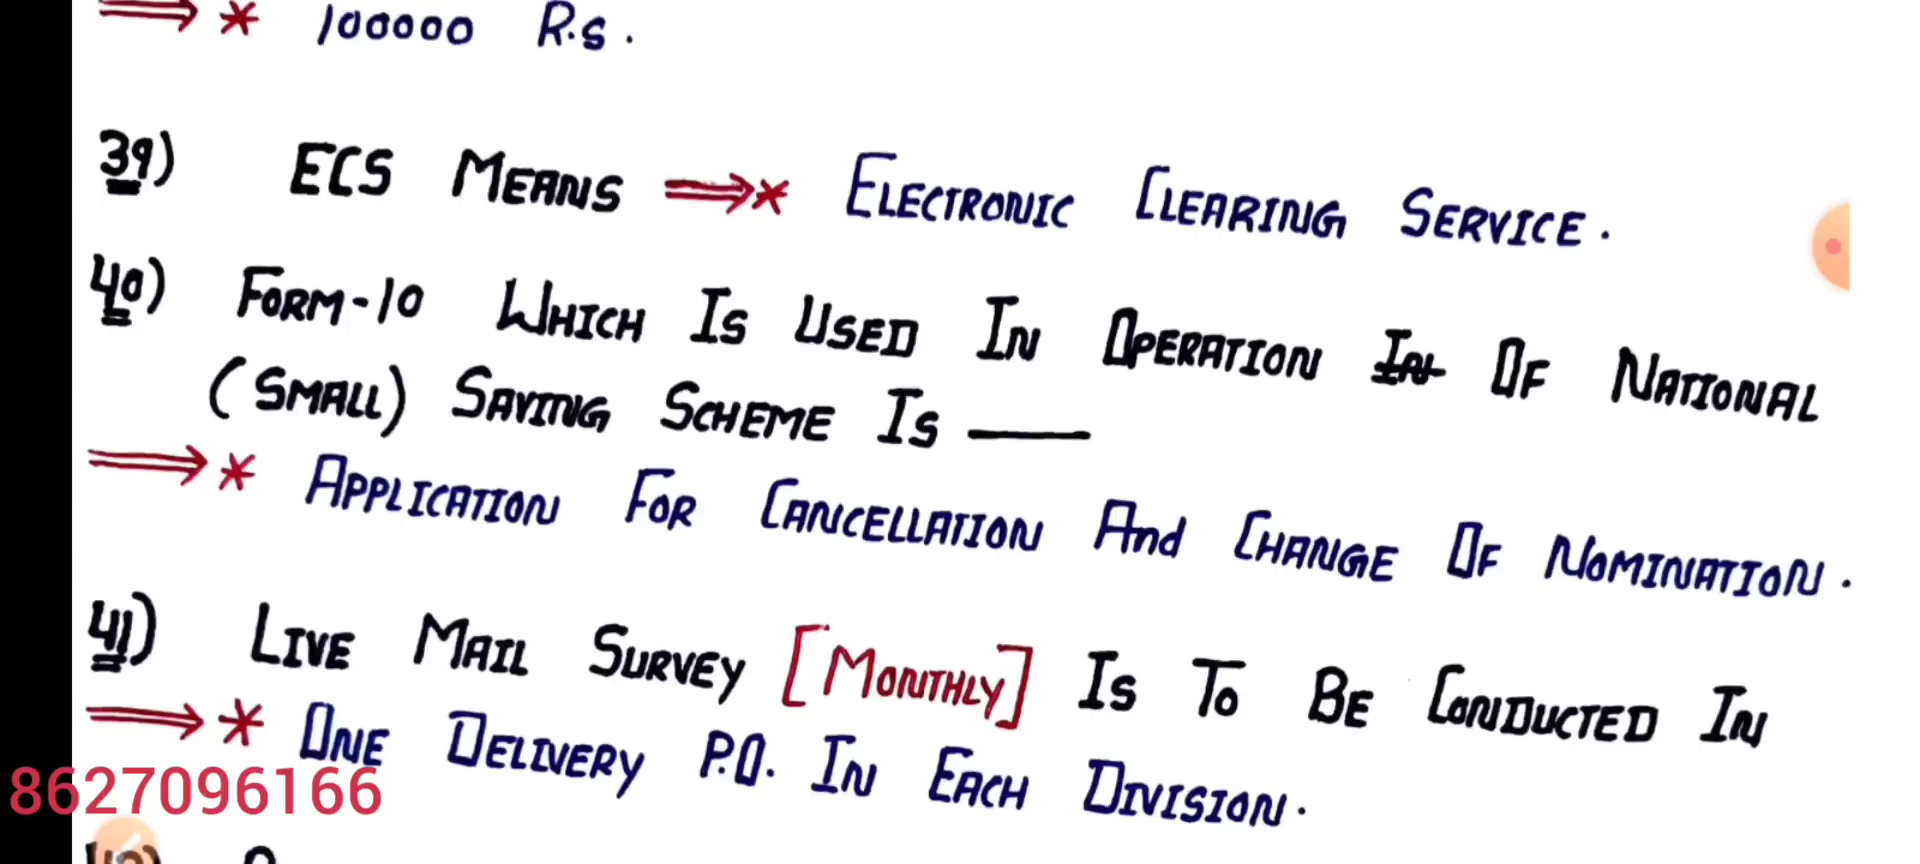 ⟹* 100000 R.s.
39) ECS MEANS ⟹* ELECTRONIC CLEARING SERVICE.
40) FORM-10 WHICH IS USED IN OPERATION IN OF NATIONAL
(SMALL) SAVING SCHEME IS ____
⟹* APPLICATION FOR CANCELLATION And CHANGE OF NOMINATION.
41) LIVE MAIL SURVEY [MONTHLY] IS TO BE CONDUCTED IN
⟹* ONE DELIVERY P.O. IN EACH DIVISION.
8627096166